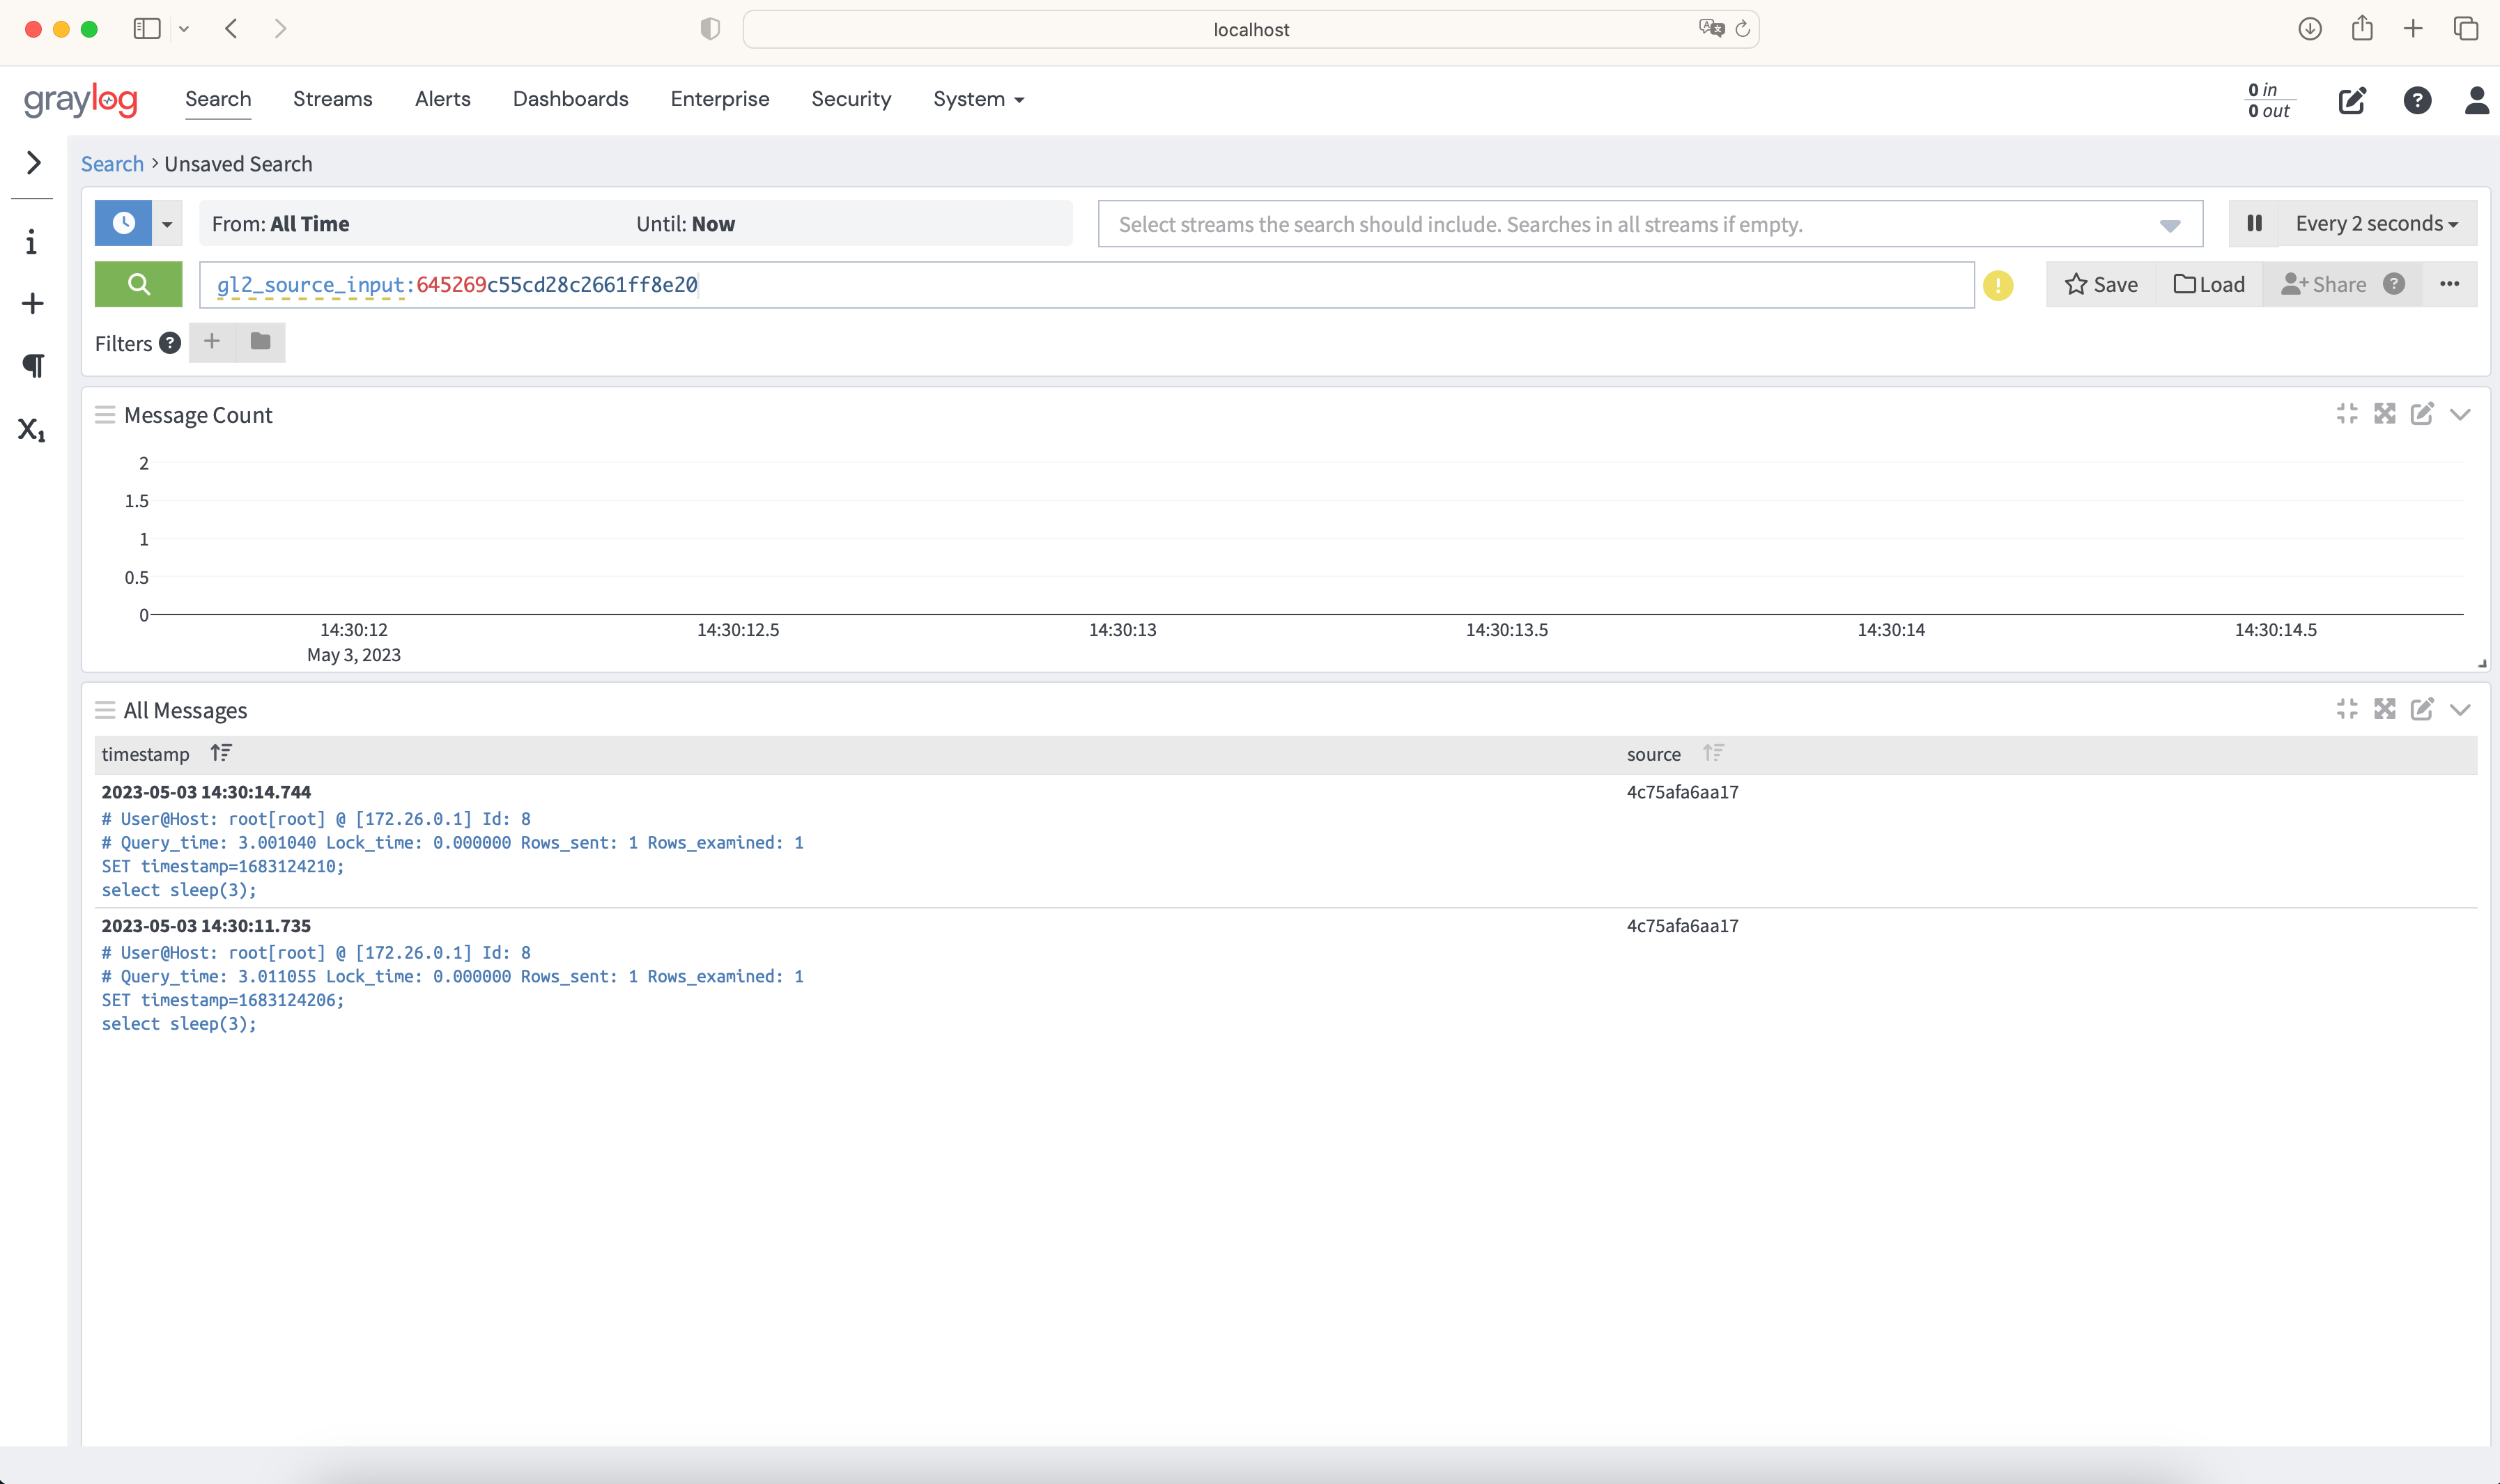 localhost
graylog Search Streams Alerts Dashboards Enterprise Security System
0 in
0 out
Search > Unsaved Search
From: All Time Until: Now Select streams the search should include. Searches in all streams if empty. Every 2 seconds
gl2_source_input:645269c55cd28c2661ff8e20 Save Load Share
Filters
X₁
Message Count
2
1.5
1
0.5
0
14:30:12 14:30:12.5 14:30:13 14:30:13.5 14:30:14 14:30:14.5
May 3, 2023
All Messages
timestamp source
2023-05-03 14:30:14.744 4c75afa6aa17
# User@Host: root[root] @ [172.26.0.1] Id: 8
# Query_time: 3.001040 Lock_time: 0.000000 Rows_sent: 1 Rows_examined: 1
SET timestamp=1683124210;
select sleep(3);
2023-05-03 14:30:11.735 4c75afa6aa17
# User@Host: root[root] @ [172.26.0.1] Id: 8
# Query_time: 3.011055 Lock_time: 0.000000 Rows_sent: 1 Rows_examined: 1
SET timestamp=1683124206;
select sleep(3);